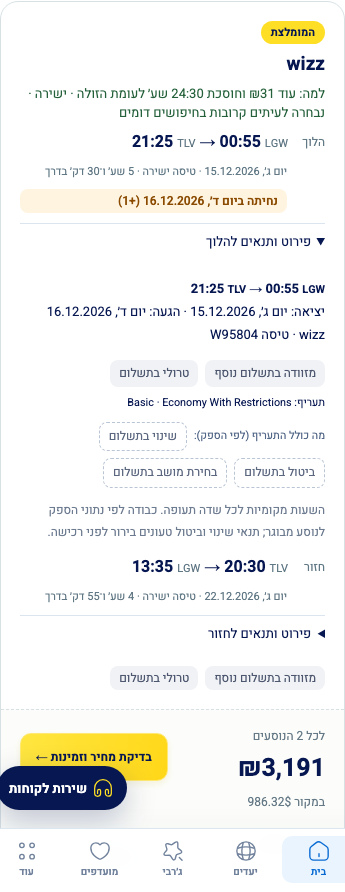 המומלצת
wizz
למה: עוד ₪31 וחוסכת 24:30 שע׳ לעומת הזולה · ישירה ·
נבחרה לעיתים קרובות בחיפושים דומים
הלוך 21:25 TLV → 00:55 LGW
יום ג׳, 15.12.2026 · טיסה ישירה · 5 שע׳ ו־30 דק׳ בדרך
נחיתה ביום ד׳, 16.12.2026 (+1)
▼ פירוט ותנאים להלוך
21:25 TLV → 00:55 LGW
יציאה: יום ג׳, 15.12.2026 · הגעה: יום ד׳, 16.12.2026
wizz · טיסה W95804
מזוודה בתשלום נוסף טרולי בתשלום
תעריף: Basic · Economy With Restrictions
מה כולל התעריף (לפי הספק): שינוי בתשלום
ביטול בתשלום בחירת מושב בתשלום
השעות מקומיות לכל שדה תעופה. כבודה לפי נתוני הספק
לנוסע מבוגר; תנאי שינוי וביטול טעונים בירור לפני רכישה.
חזור 13:35 LGW → 20:30 TLV
יום ג׳, 22.12.2026 · טיסה ישירה · 4 שע׳ ו־55 דק׳ בדרך
◄ פירוט ותנאים לחזור
מזוודה בתשלום נוסף טרולי בתשלום
לכל 2 הנוסעים
₪3,191
במקור 986.32$
בדיקת מחיר וזמינות ←
שירות לקוחות
בית יעדים ג׳רבי מועדפים עוד